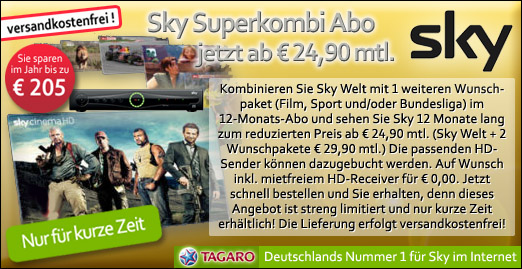 versandkostenfrei !
Sky Superkombi Abo
jetzt ab € 24,90 mtl.
sky
Sie sparen
im Jahr bis zu
€ 205
sky cinema HD
Kombinieren Sie Sky Welt mit 1 weiteren Wunsch-
paket (Film, Sport und/oder Bundesliga) im
12-Monats-Abo und sehen Sie Sky 12 Monate lang
zum reduzierten Preis ab € 24,90 mtl. (Sky Welt + 2
Wunschpakete € 29,90 mtl.) Die passenden HD-
Sender können dazugebucht werden. Auf Wunsch
inkl. mietfreiem HD-Receiver für € 0,00. Jetzt
schnell bestellen und Sie erhalten, denn dieses
Angebot ist streng limitiert und nur kurze Zeit
erhältlich! Die Lieferung erfolgt versandkostenfrei!
Nur für kurze Zeit
TAGARO Deutschlands Nummer 1 für Sky im Internet